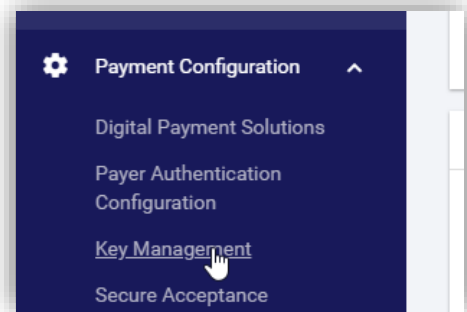 Payment Configuration
Digital Payment Solutions
Payer Authentication
Configuration
Key Management
Secure Acceptance